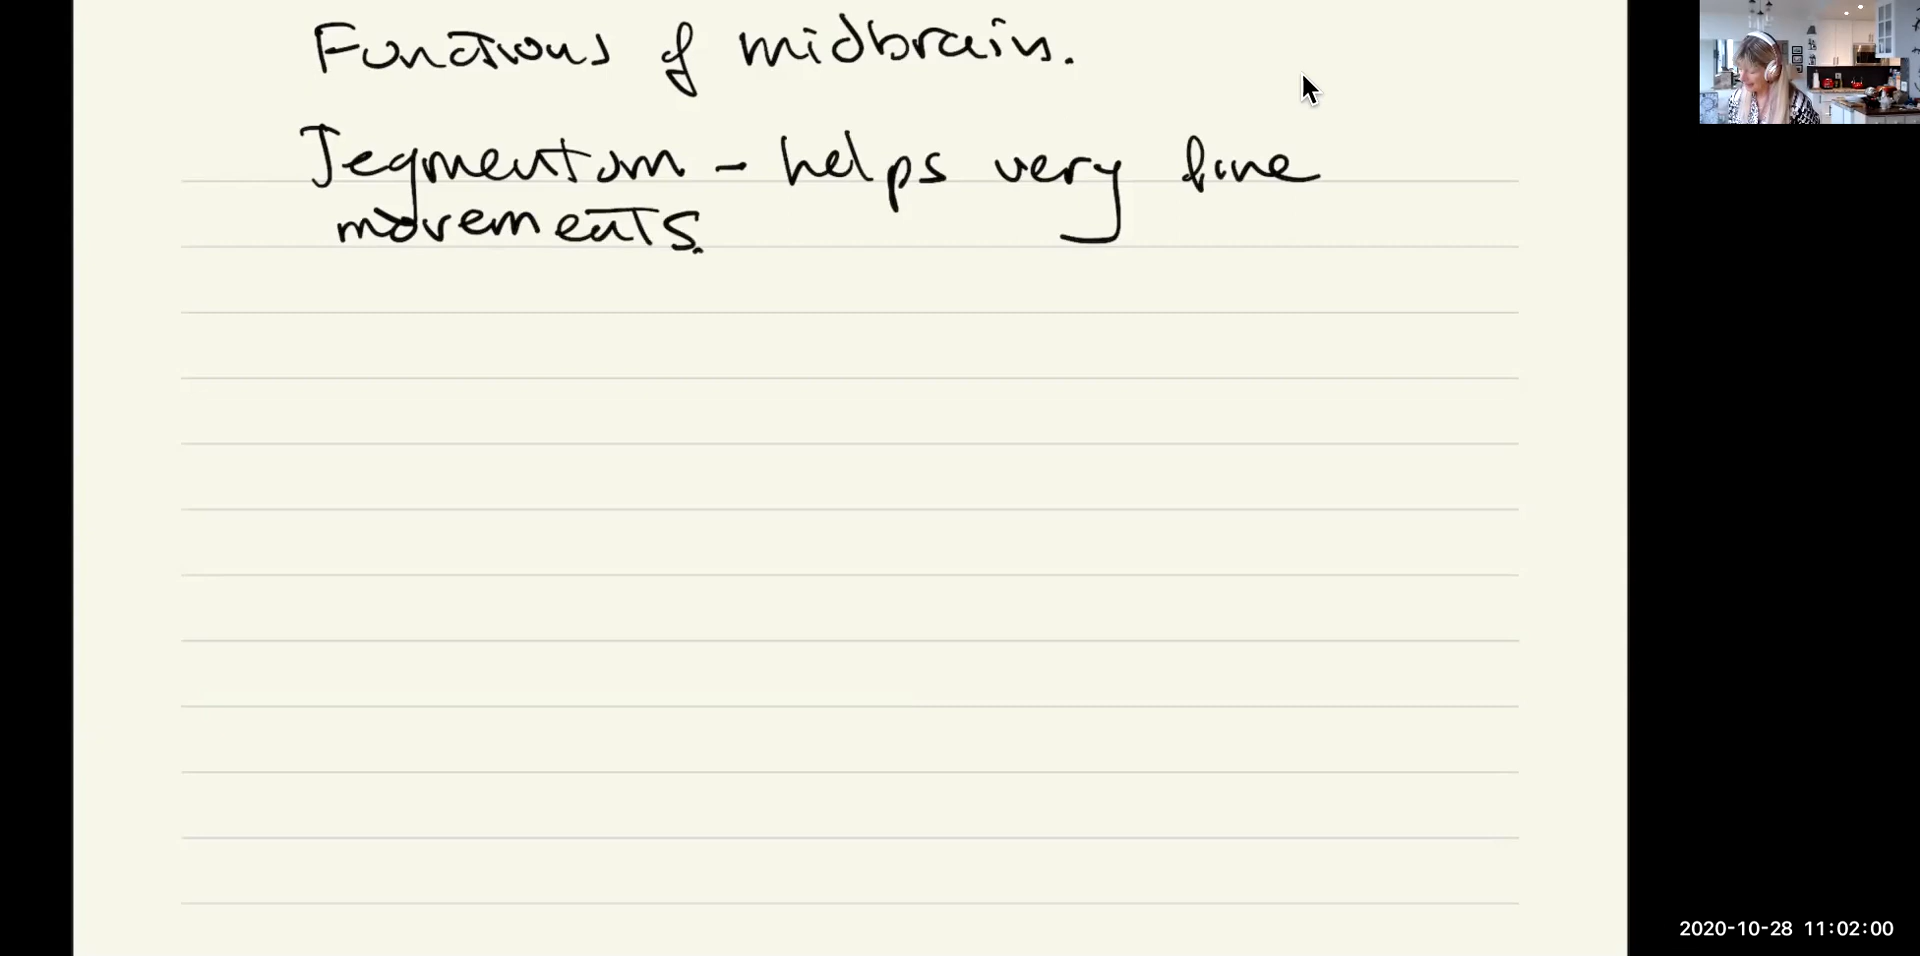 Functions of midbrain.
Tegmentum - helps very fine
movements.
2020-10-28 11:02:00